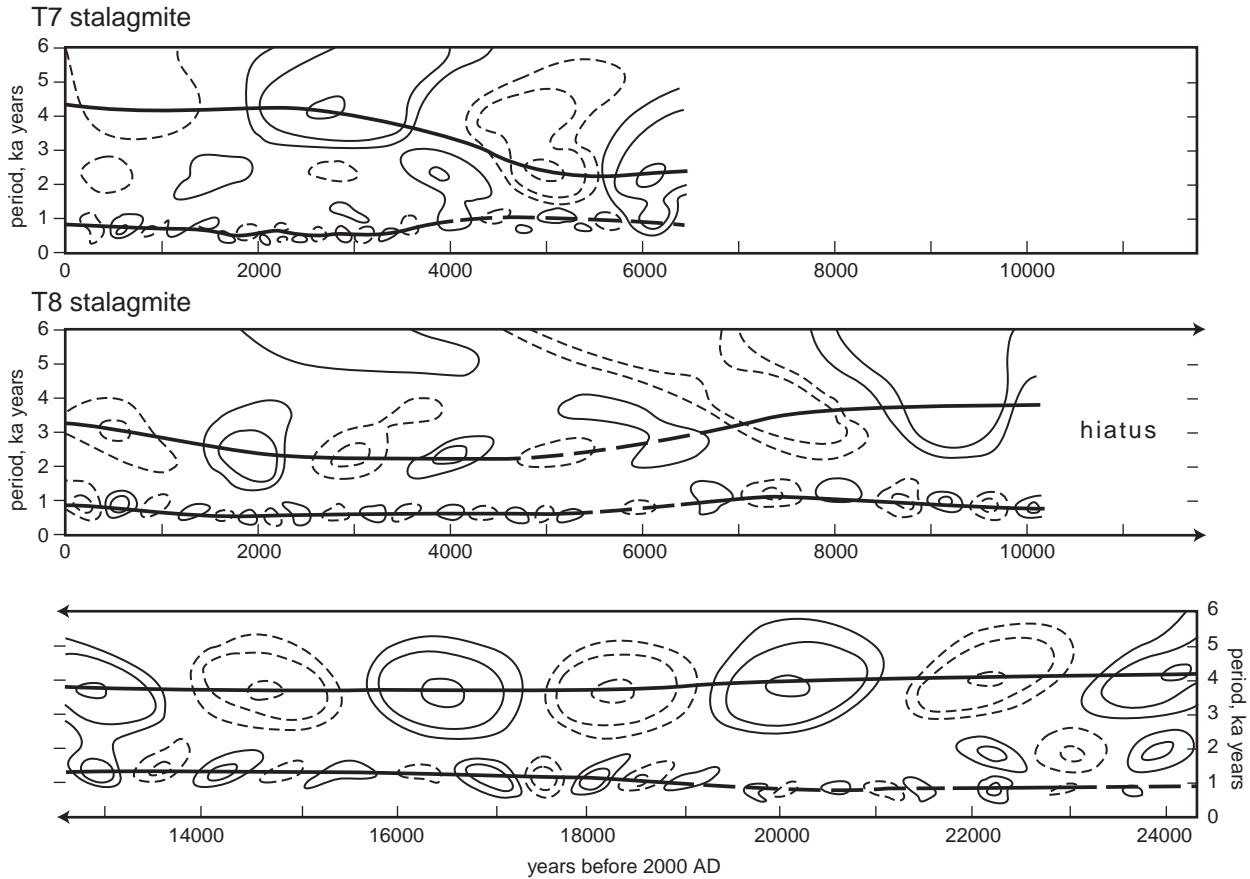 T7 stalagmite
6
5
4
3
2
1
0
period, ka years
0 2000 4000 6000 8000 10000
T8 stalagmite
6
5
4
3
2
1
0
period, ka years
hiatus
0 2000 4000 6000 8000 10000
6
5
4
3
2
1
0
period, ka years
14000 16000 18000 20000 22000 24000
years before 2000 AD